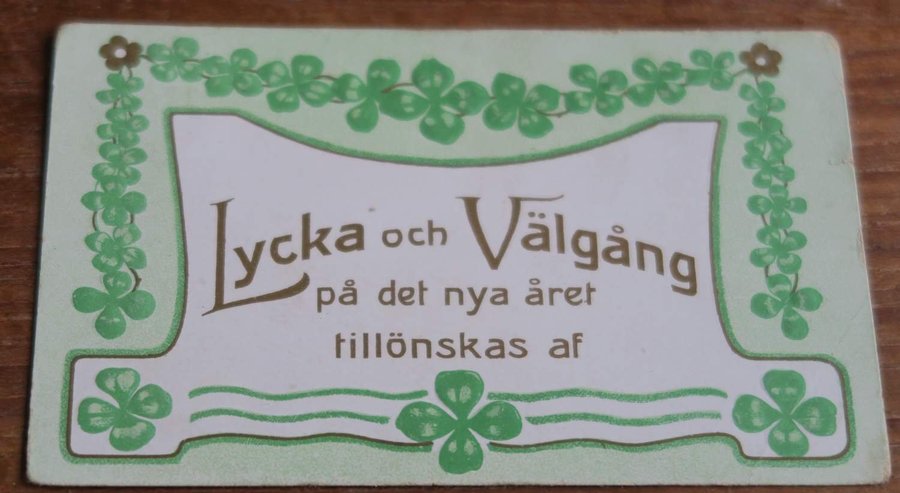 Lycka och Välgång
på det nya året
tillönskas af